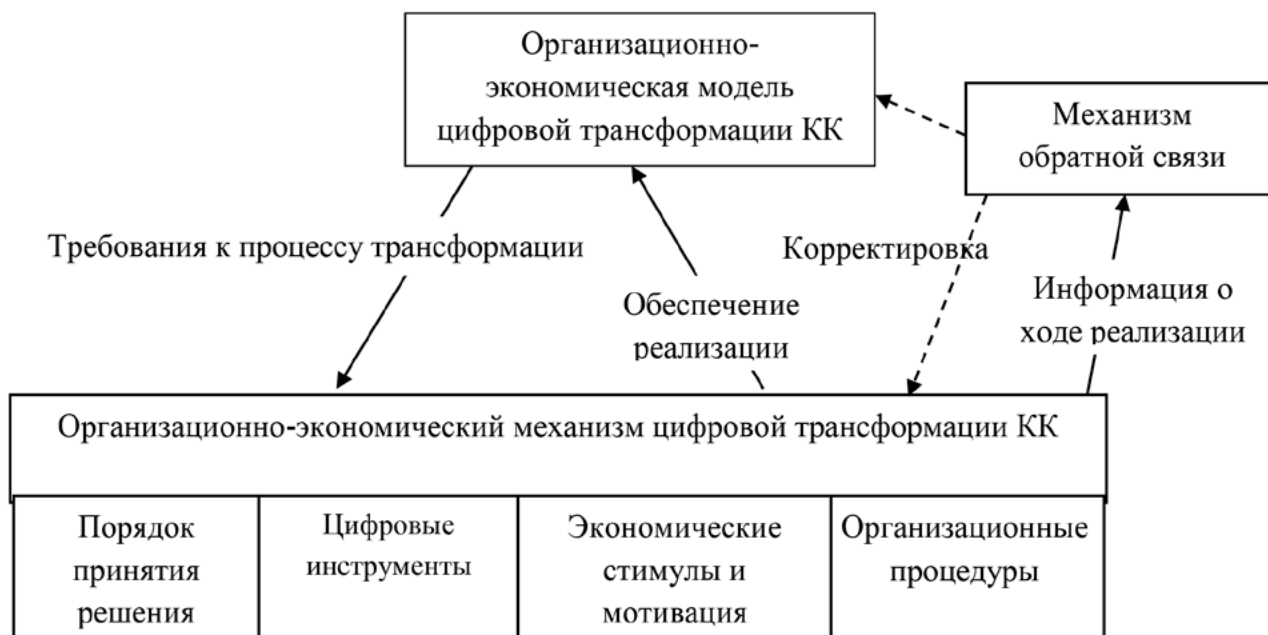 Организационно-
экономическая модель
цифровой трансформации КК
Механизм
обратной связи
Требования к процессу трансформации
Корректировка
Обеспечение
реализации
Информация о
ходе реализации
Организационно-экономический механизм цифровой трансформации КК
Порядок
принятия
решения
Цифровые
инструменты
Экономические
стимулы и
мотивация
Организационные
процедуры